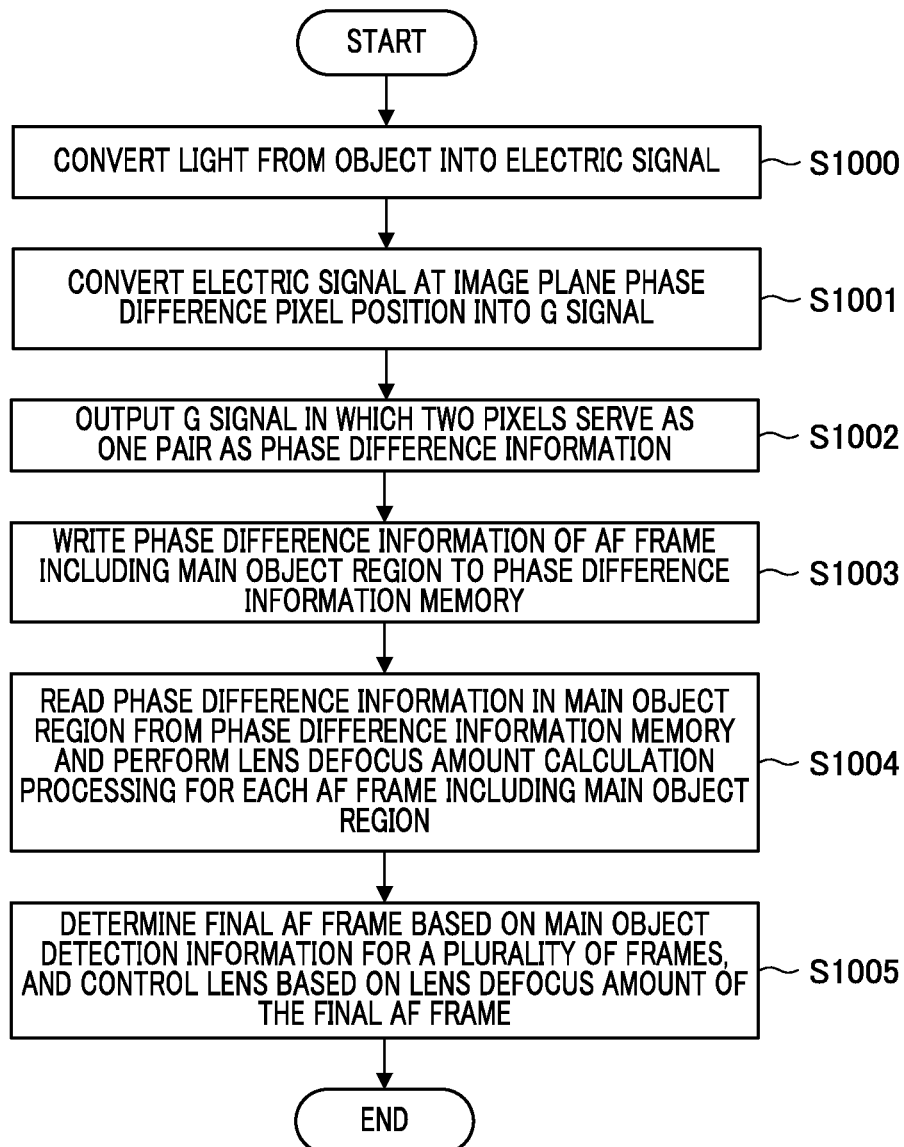 START
CONVERT LIGHT FROM OBJECT INTO ELECTRIC SIGNAL
S1000
CONVERT ELECTRIC SIGNAL AT IMAGE PLANE PHASE
DIFFERENCE PIXEL POSITION INTO G SIGNAL
S1001
OUTPUT G SIGNAL IN WHICH TWO PIXELS SERVE AS
ONE PAIR AS PHASE DIFFERENCE INFORMATION
S1002
WRITE PHASE DIFFERENCE INFORMATION OF AF FRAME
INCLUDING MAIN OBJECT REGION TO PHASE DIFFERENCE
INFORMATION MEMORY
S1003
READ PHASE DIFFERENCE INFORMATION IN MAIN OBJECT
REGION FROM PHASE DIFFERENCE INFORMATION MEMORY
AND PERFORM LENS DEFOCUS AMOUNT CALCULATION
PROCESSING FOR EACH AF FRAME INCLUDING MAIN OBJECT
REGION
S1004
DETERMINE FINAL AF FRAME BASED ON MAIN OBJECT
DETECTION INFORMATION FOR A PLURALITY OF FRAMES,
AND CONTROL LENS BASED ON LENS DEFOCUS AMOUNT OF
THE FINAL AF FRAME
S1005
END